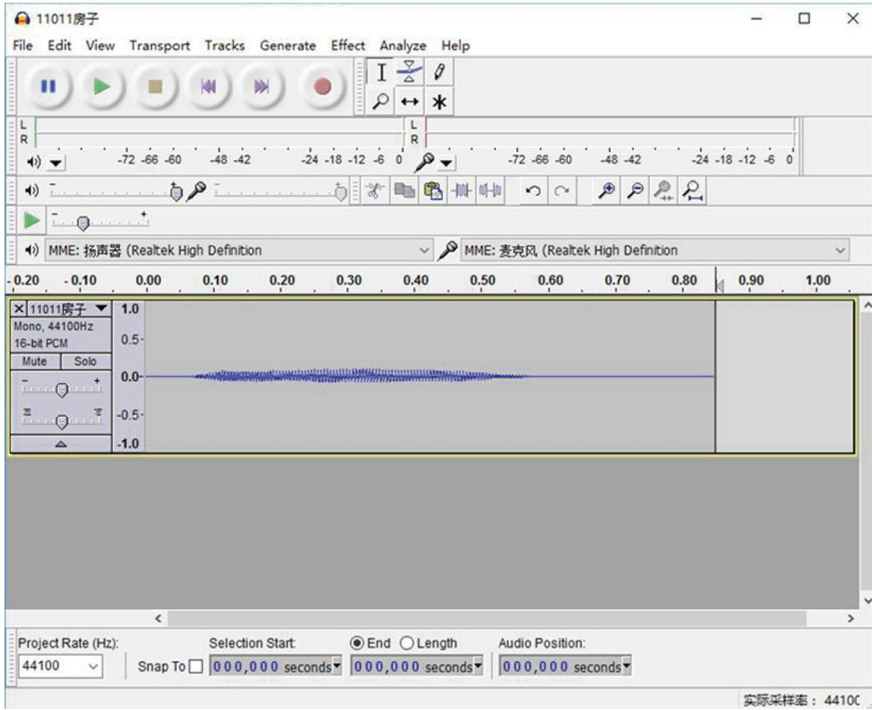 11011房子
File Edit View Transport Tracks Generate Effect Analyze Help
L
R
-72 -66 -60 -48 -42 -24 -18 -12 -6 0
L
R
-72 -66 -60 -48 -42 -24 -18 -12 -6 0
MME: 扬声器 (Realtek High Definition
MME: 麦克风 (Realtek High Definition
-0.20 -0.10 0.00 0.10 0.20 0.30 0.40 0.50 0.60 0.70 0.80 0.90 1.00
11011房子
Mono, 44100Hz
16-bit PCM
Mute Solo
1.0
0.5
0.0
-0.5
-1.0
Project Rate (Hz): Selection Start: End Length Audio Position:
44100 Snap To 000,000 seconds 000,000 seconds 000,000 seconds
实际采样率： 44100